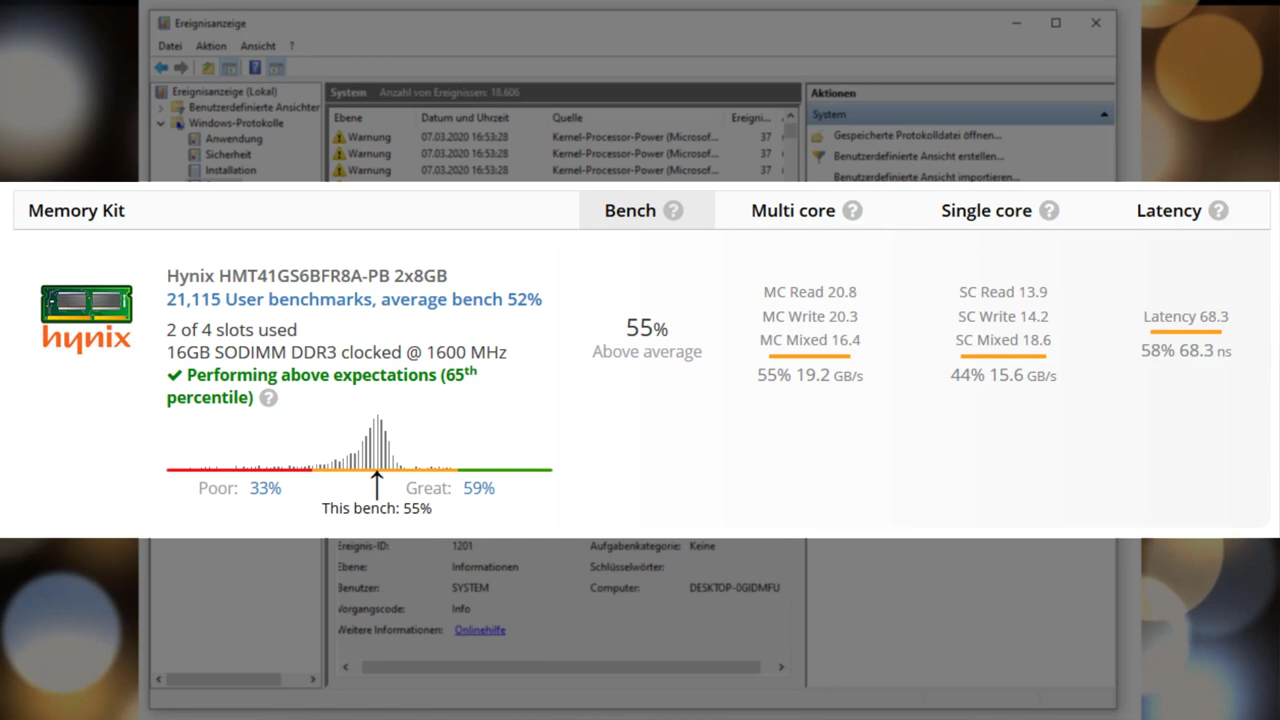 Ereignisanzeige
Datei Aktion Ansicht ?
Ereignisanzeige (Lokal)
Benutzerdefinierte Ansichter
Windows-Protokolle
Anwendung
Sicherheit
Installation
System Anzahl von Ereignissen: 18.606
Ebene Datum und Uhrzeit Quelle Ereigni...
Warnung 07.03.2020 16:53:28 Kernel-Processor-Power (Microsof... 37
Warnung 07.03.2020 16:53:28 Kernel-Processor-Power (Microsof... 37
Warnung 07.03.2020 16:53:28 Kernel-Processor-Power (Microsof... 37
Aktionen
System
Gespeicherte Protokolldatei öffnen...
Benutzerdefinierte Ansicht erstellen...
Benutzerdefinierte Ansicht importieren...
Memory Kit Bench ? Multi core ? Single core ? Latency ?
hynix
Hynix HMT41GS6BFR8A-PB 2x8GB
21,115 User benchmarks, average bench 52%
2 of 4 slots used
16GB SODIMM DDR3 clocked @ 1600 MHz
✔ Performing above expectations (65th
percentile) ?
Poor: 33% Great: 59%
This bench: 55%
55%
Above average
MC Read 20.8
MC Write 20.3
MC Mixed 16.4
55% 19.2 GB/s
SC Read 13.9
SC Write 14.2
SC Mixed 18.6
44% 15.6 GB/s
Latency 68.3
58% 68.3 ns
Ereignis-ID: 1201 Aufgabenkategorie: Keine
Ebene: Informationen Schlüsselwörter:
Benutzer: SYSTEM Computer: DESKTOP-0GIDMFU
Vorgangscode: Info
Weitere Informationen: Onlinehilfe